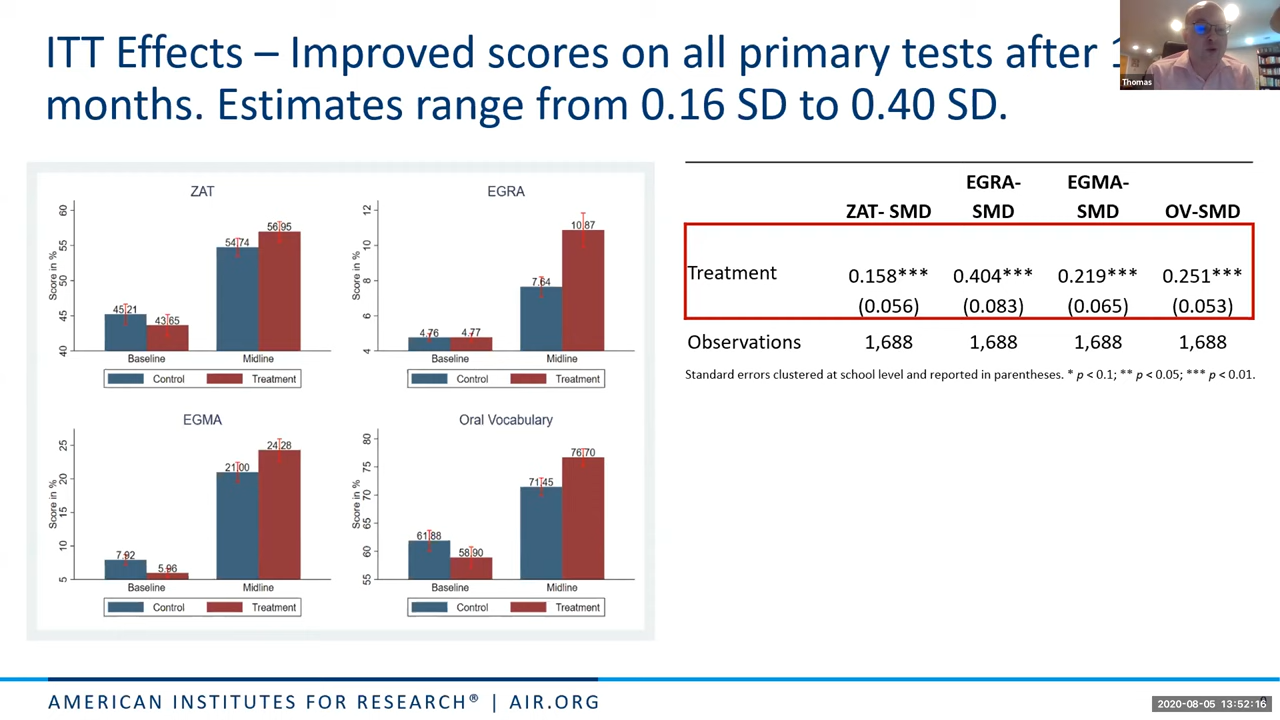 ITT Effects – Improved scores on all primary tests after
months. Estimates range from 0.16 SD to 0.40 SD.
Thomas
ZAT
Score in %
60
55
50
45
40
45.21
43.65
54.74
56.95
Baseline
Midline
Control
Treatment
EGRA
Score in %
12
10
8
6
4
4.76
4.77
7.64
10.87
Baseline
Midline
Control
Treatment
EGMA
Score in %
25
20
15
10
5
7.92
5.96
21.00
24.28
Baseline
Midline
Control
Treatment
Oral Vocabulary
Score in %
80
75
70
65
60
55
61.88
58.90
71.45
76.70
Baseline
Midline
Control
Treatment
EGRA- EGMA-
ZAT- SMD SMD SMD OV-SMD
Treatment 0.158*** 0.404*** 0.219*** 0.251***
(0.056) (0.083) (0.065) (0.053)
Observations 1,688 1,688 1,688 1,688
Standard errors clustered at school level and reported in parentheses. * p < 0.1; ** p < 0.05; *** p < 0.01.
AMERICAN INSTITUTES FOR RESEARCH® | AIR.ORG
2020-08-05 13:52:16